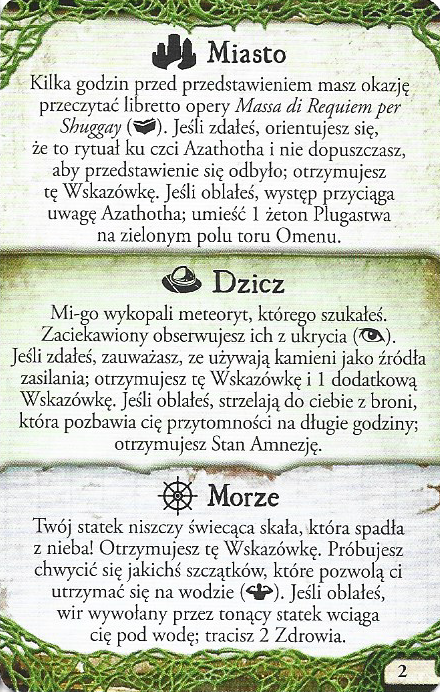 Miasto
Kilka godzin przed przedstawieniem masz okazję
przeczytać libretto opery Massa di Requiem per
Shuggay ( ). Jeśli zdałeś, orientujesz się,
że to rytuał ku czci Azathotha i nie dopuszczasz,
aby przedstawienie się odbyło; otrzymujesz
tę Wskazówkę. Jeśli oblałeś, występ przyciąga
uwagę Azathotha; umieść 1 żeton Plugastwa
na zielonym polu toru Omenu.
Dzicz
Mi-go wykopali meteoryt, którego szukałeś.
Zaciekawiony obserwujesz ich z ukrycia ( ).
Jeśli zdałeś, zauważasz, ze używają kamieni jako źródła
zasilania; otrzymujesz tę Wskazówkę i 1 dodatkową
Wskazówkę. Jeśli oblałeś, strzelają do ciebie z broni,
która pozbawia cię przytomności na długie godziny;
otrzymujesz Stan Amnezję.
Morze
Twój statek niszczy świecąca skała, która spadła
z nieba! Otrzymujesz tę Wskazówkę. Próbujesz
chwycić się jakichś szczątków, które pozwolą ci
utrzymać się na wodzie ( ). Jeśli oblałeś,
wir wywołany przez tonący statek wciąga
cię pod wodę; tracisz 2 Zdrowia.
2